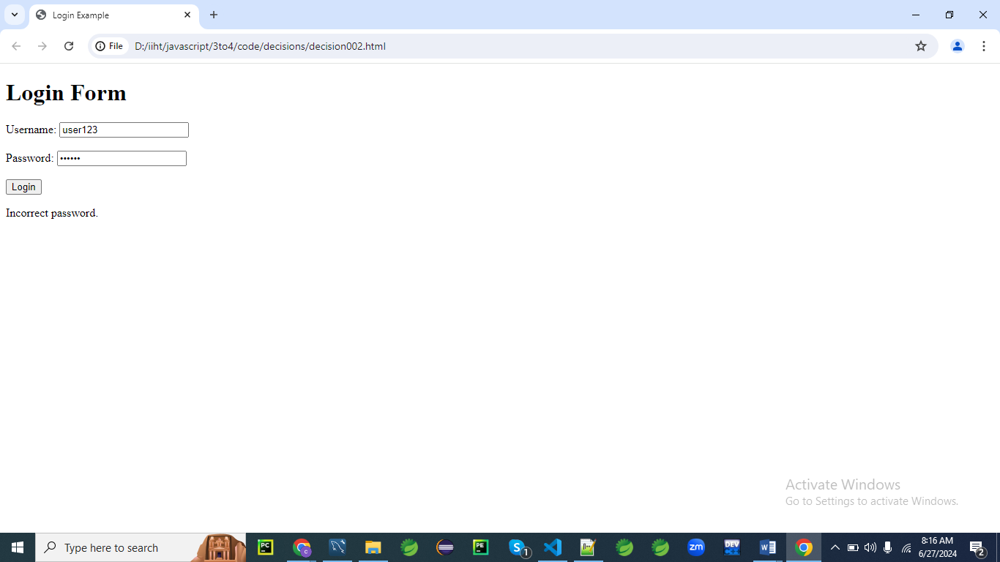 Login Example
File D:/iiht/javascript/3to4/code/decisions/decision002.html
Login Form
Username: user123
Password: ••••••
Login
Incorrect password.
Activate Windows
Go to Settings to activate Windows.
Type here to search
PC
c
PE
S 1
zm
DEV
W
8:16 AM
6/27/2024
2